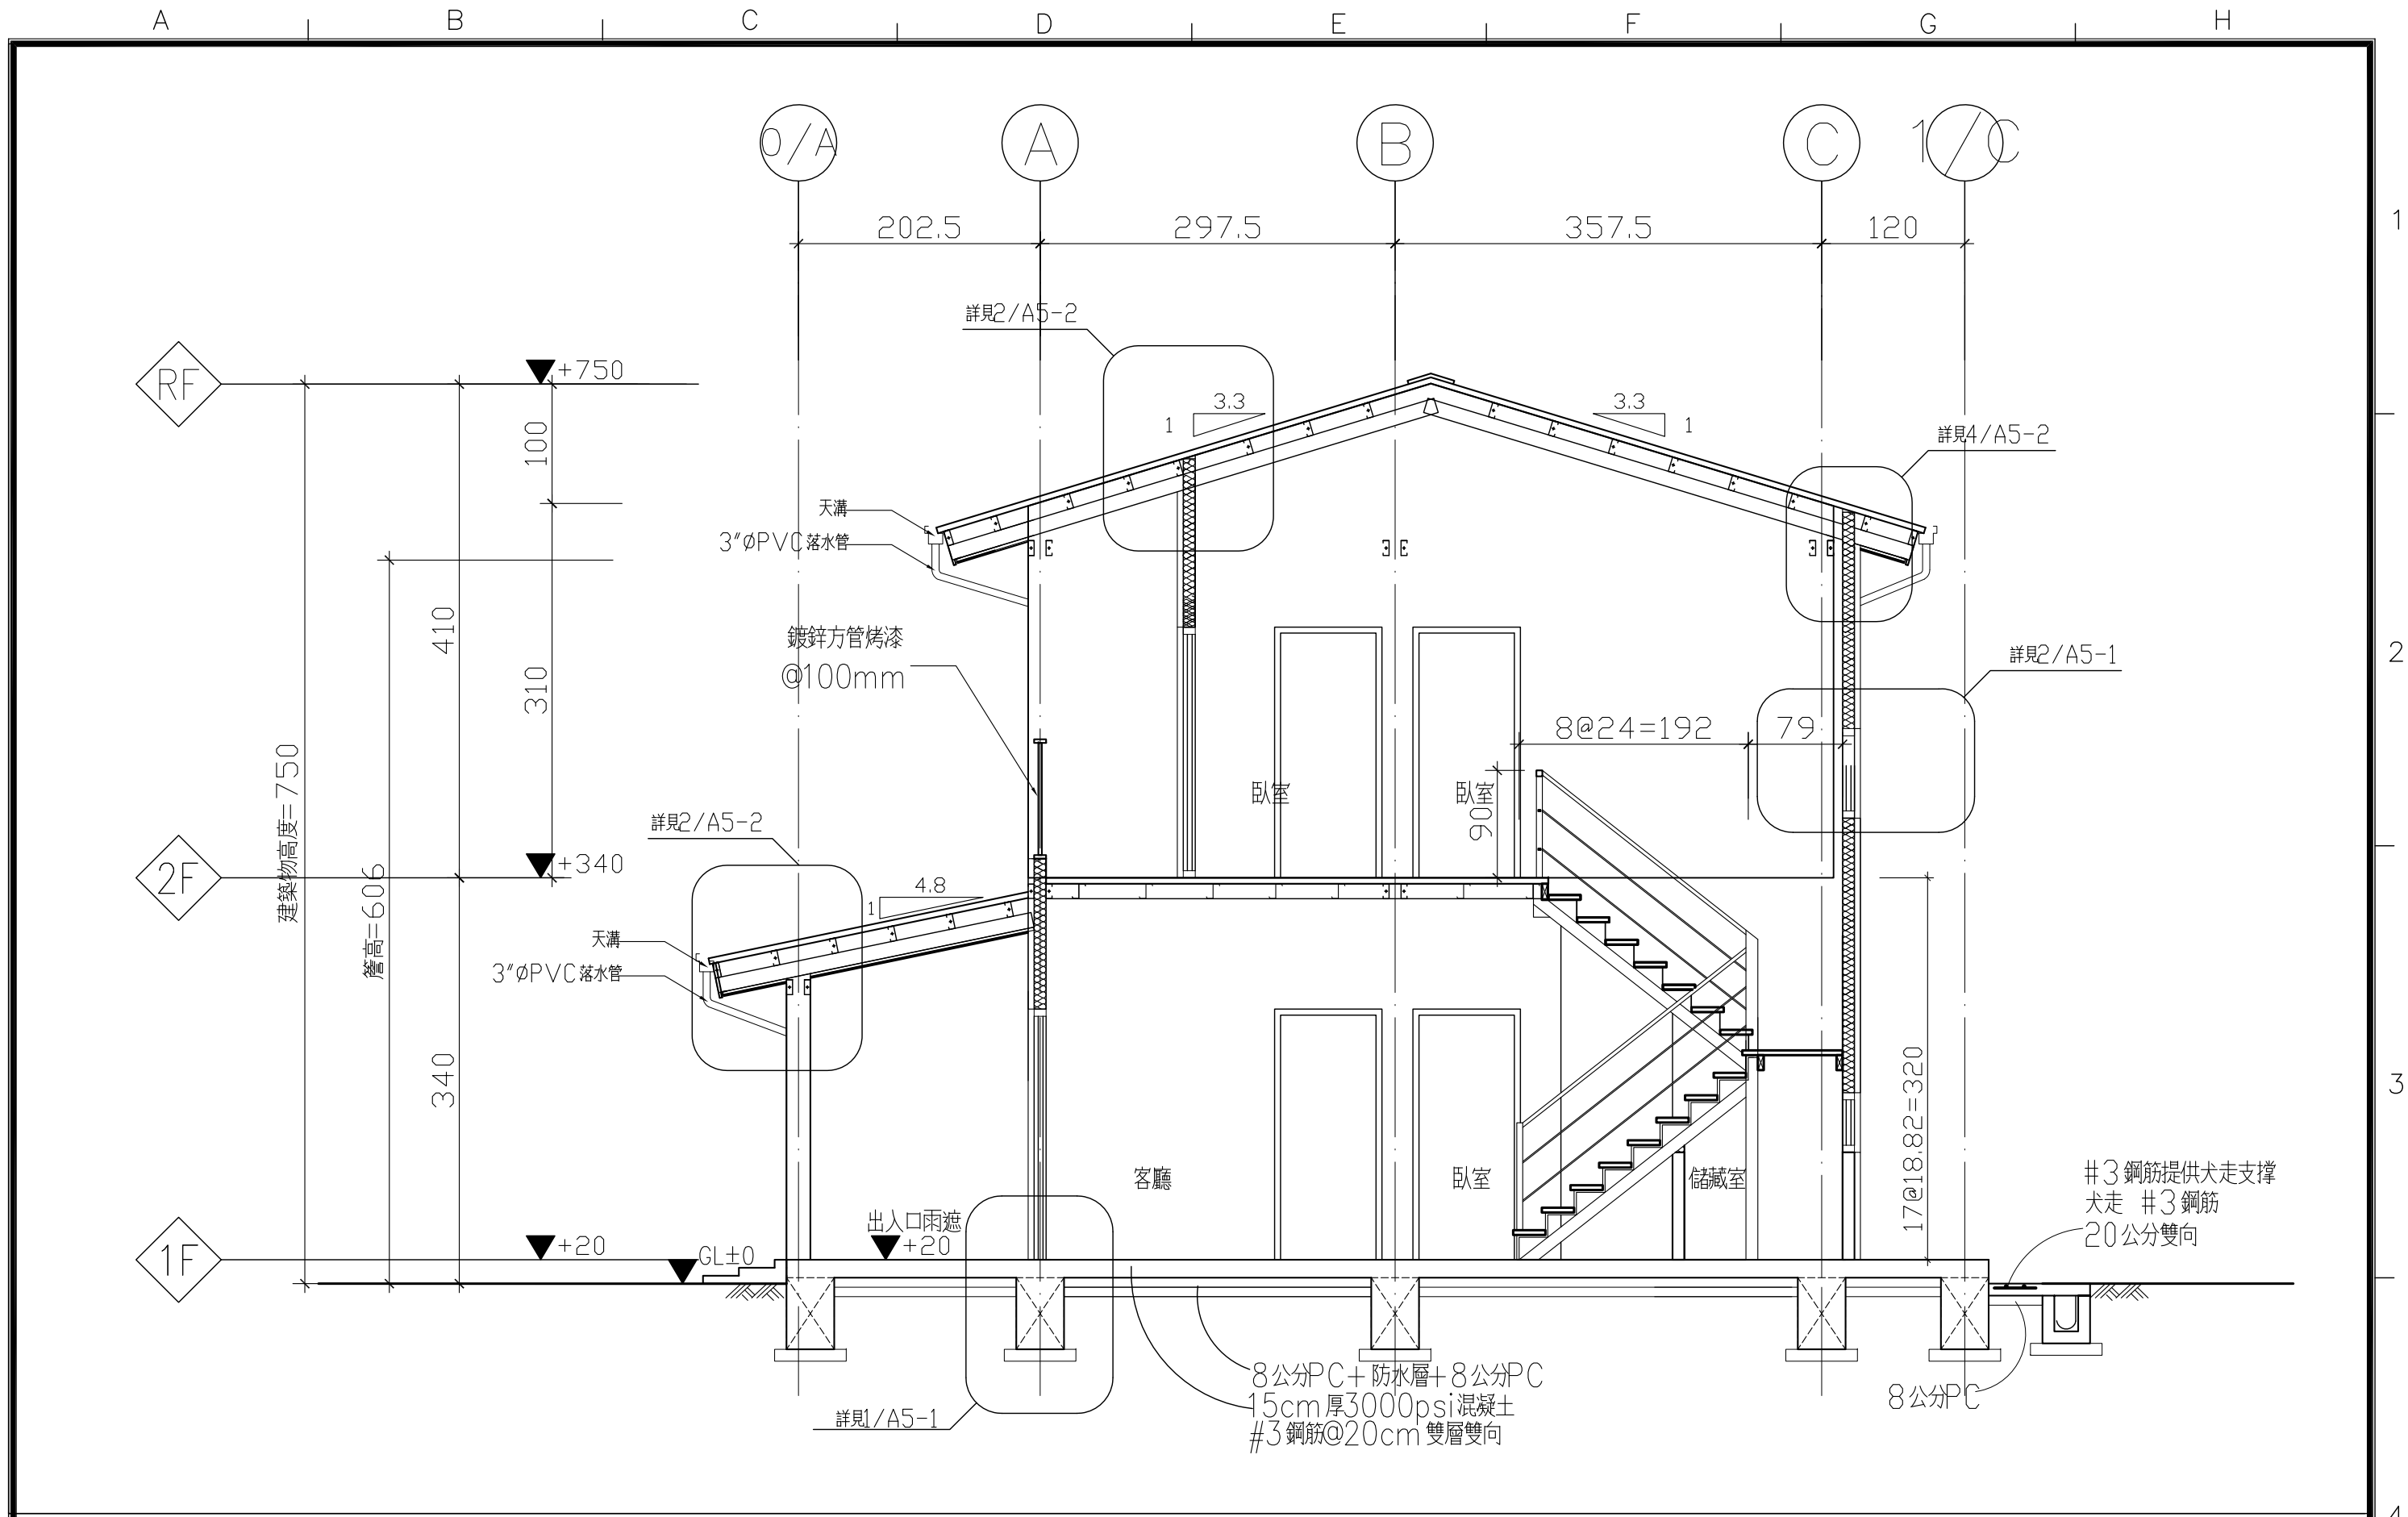 A B C D E F G H
0/A A B C 1/C
1
202.5 297.5 357.5 120
詳見2/A5-2
RF
+750
3.3
1
3.3
1
100
詳見4/A5-2
天溝
3"øPVC落水管
410
鍍鋅方管烤漆
@100mm
310
2
詳見2/A5-1
8@24=192 79
建築物高度=750
臥室
臥室
90
詳見2/A5-2
2F
+340
簷高=606
4.8
1
天溝
3"øPVC落水管
340
3
17@18.82=320
客廳
臥室
儲藏室
#3鋼筋提供犬走支撐
犬走 #3鋼筋
20公分雙向
出入口雨遮
+20
1F
+20
GL±0
8公分PC+防水層+8公分PC
15cm厚3000psi混凝土
#3鋼筋@20cm雙層雙向
8公分PC
詳見1/A5-1
4